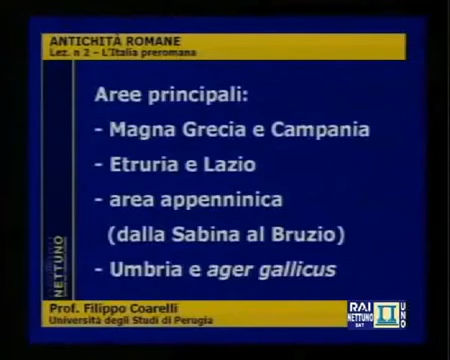 ANTICHITÀ ROMANE
Lez. n 2 – L'Italia preromana
Aree principali:
- Magna Grecia e Campania
- Etruria e Lazio
- area appenninica
(dalla Sabina al Bruzio)
- Umbria e ager gallicus
NETTUNO
Prof. Filippo Coarelli
Università degli Studi di Perugia
RAI
NETTUNO
SAT
UNO